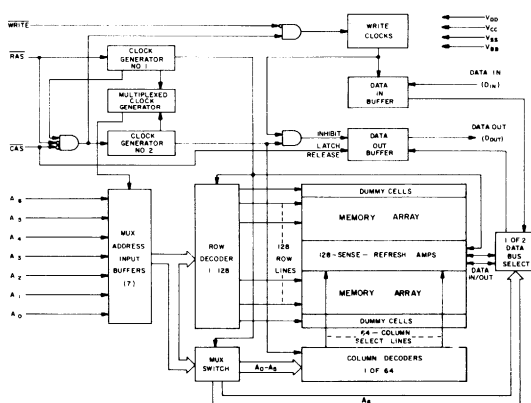 WRITE
WRITE
CLOCKS
VDD
VCC
VSS
VBB
RAS
CLOCK
GENERATOR
NO. 1
MULTIPLEXED
CLOCK
GENERATOR
DATA
IN
BUFFER
DATA IN
(DIN)
CAS
CLOCK
GENERATOR
NO 2
INHIBIT
LATCH
RELEASE
DATA
OUT
BUFFER
DATA OUT
(DOUT)
A6
A5
A4
A3
A2
A1
A0
MUX
ADDRESS
INPUT
BUFFERS
(7)
ROW
DECODER
1 128
128
ROW
LINES
DUMMY CELLS
MEMORY ARRAY
128-SENSE-REFRESH AMPS
MEMORY ARRAY
DUMMY CELLS
1 OF 2
DATA
BUS
SELECT
DATA
IN/OUT
64-COLUMN
SELECT LINES
MUX
SWITCH
A0-A5
COLUMN DECODERS
1 OF 64
A6